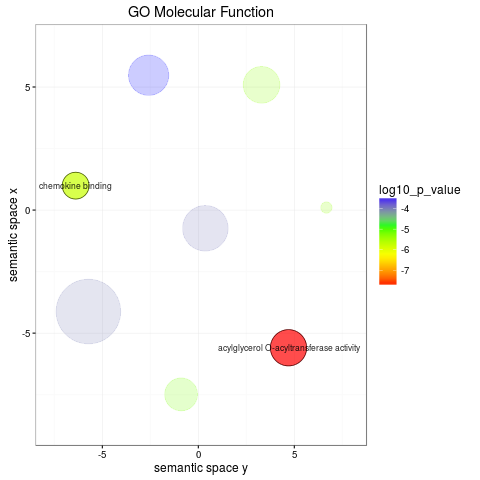 GO Molecular Function
5
chemokine binding
0
-5
acylglycerol O-acyltransferase activity
-5
0
5
semantic space y
semantic space x
log10_p_value
-4
-5
-6
-7